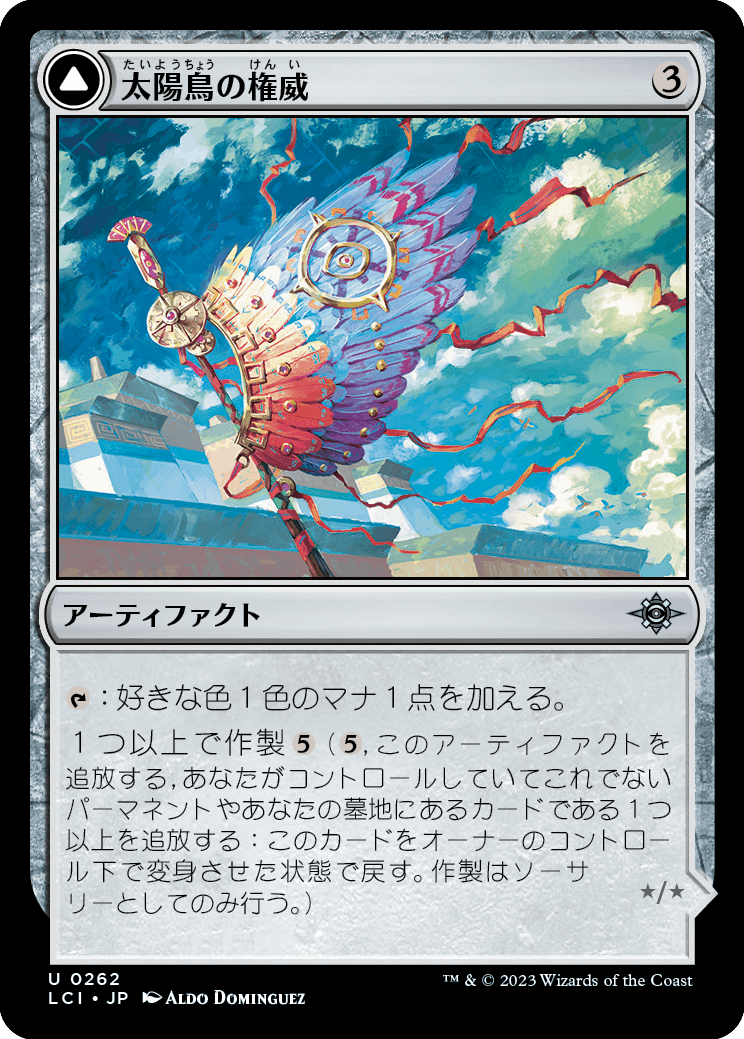 たいようちょう けんい
太陽鳥の権威
3
アーティファクト
：好きな色１色のマナ１点を加える。
１つ以上で作製 5 （ 5 , このアーティファクトを
追放する, あなたがコントロールしていてこれでない
パーマネントやあなたの墓地にあるカードである１つ
以上を追放する：このカードをオーナーのコントロー
ル下で変身させた状態で戻す。作製はソーサ
リーとしてのみ行う。）
★/★
U 0262
LCI • JP ALDO DOMINGUEZ
™ & © 2023 Wizards of the Coast